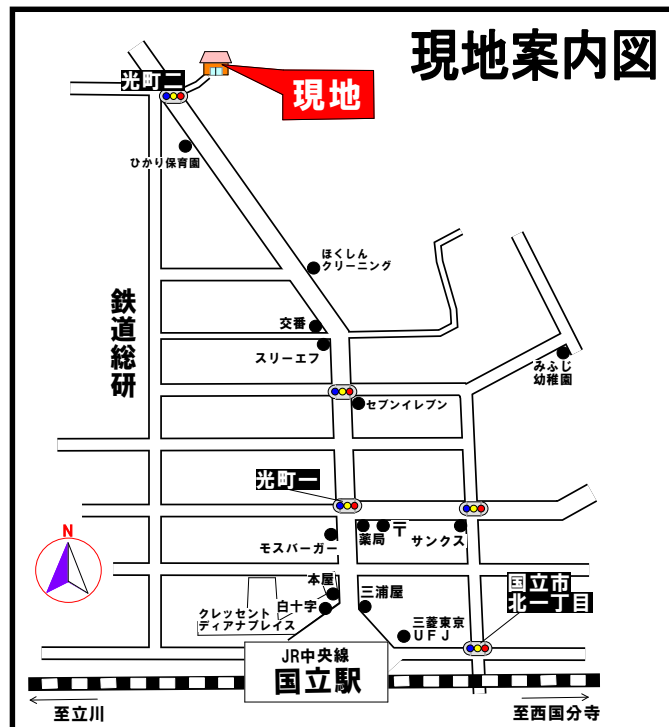 現地案内図
光町二
現地
ひかり保育園
ほくしん
クリーニング
鉄道総研
交番
スリーエフ
みふじ
幼稚園
セブンイレブン
光町一
モスバーガー
薬局
〒
サンクス
N
本屋
白十字
三浦屋
国立市
北一丁目
クレッセント
ディアナプレイス
三菱東京
UFJ
JR中央線
国立駅
至立川
至西国分寺